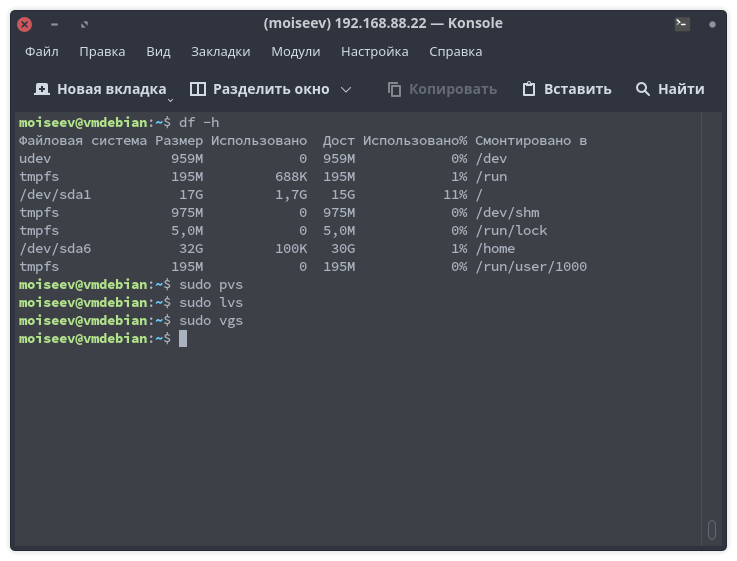 (moiseev) 192.168.88.22 — Konsole
Файл Правка Вид Закладки Модули Настройка Справка
Новая вкладка Разделить окно Копировать Вставить Найти
moiseev@vmdebian:~$ df -h
Файловая система Размер Использовано  Дост Использовано% Смонтировано в
udev               959M            0  959M            0% /dev
tmpfs              195M         688K  195M            1% /run
/dev/sda1           17G         1,7G   15G           11% /
tmpfs              975M            0  975M            0% /dev/shm
tmpfs              5,0M            0  5,0M            0% /run/lock
/dev/sda6           32G         100K   30G            1% /home
tmpfs              195M            0  195M            0% /run/user/1000
moiseev@vmdebian:~$ sudo pvs
moiseev@vmdebian:~$ sudo lvs
moiseev@vmdebian:~$ sudo vgs
moiseev@vmdebian:~$